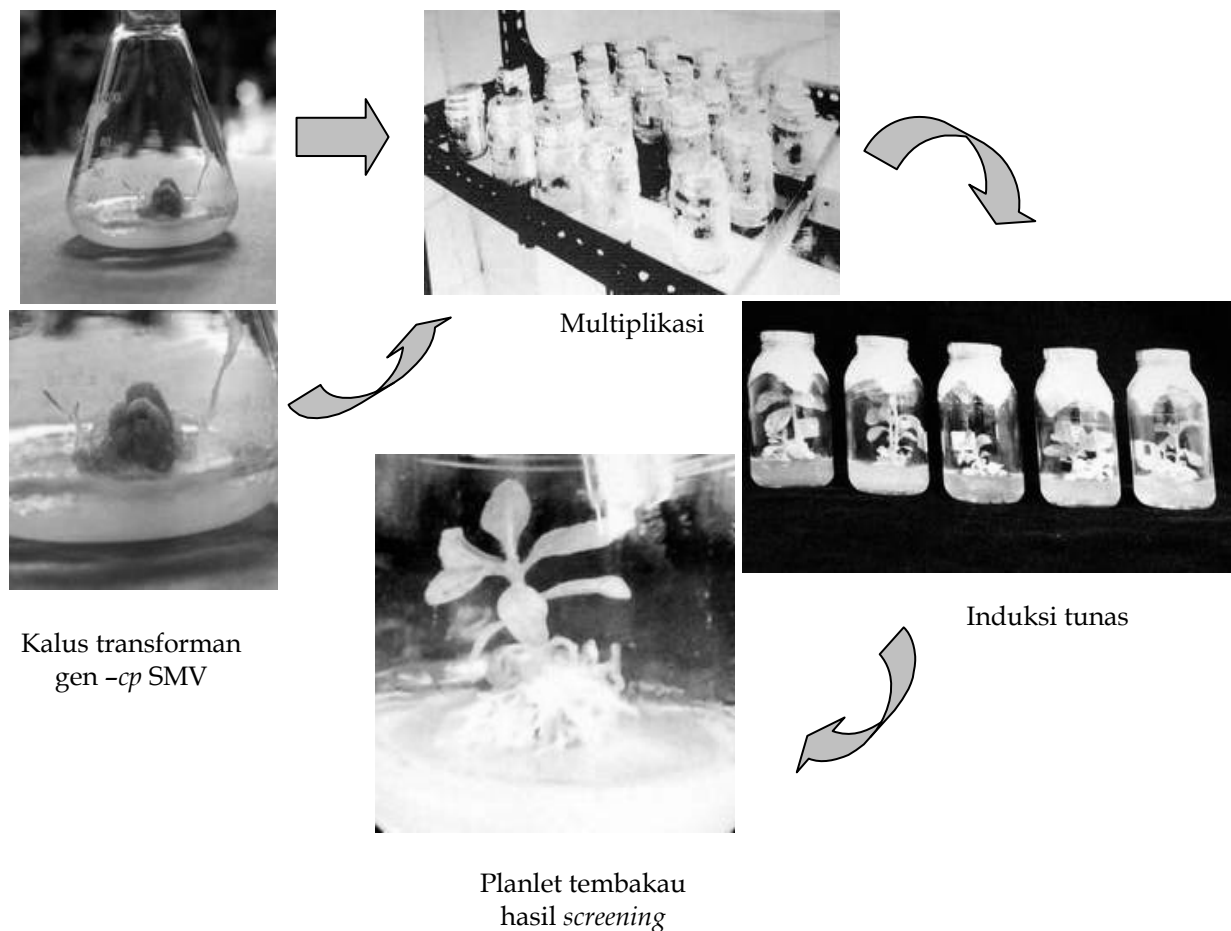 Multiplikasi
Induksi tunas
Kalus transforman
gen –cp SMV
Planlet tembakau
hasil screening